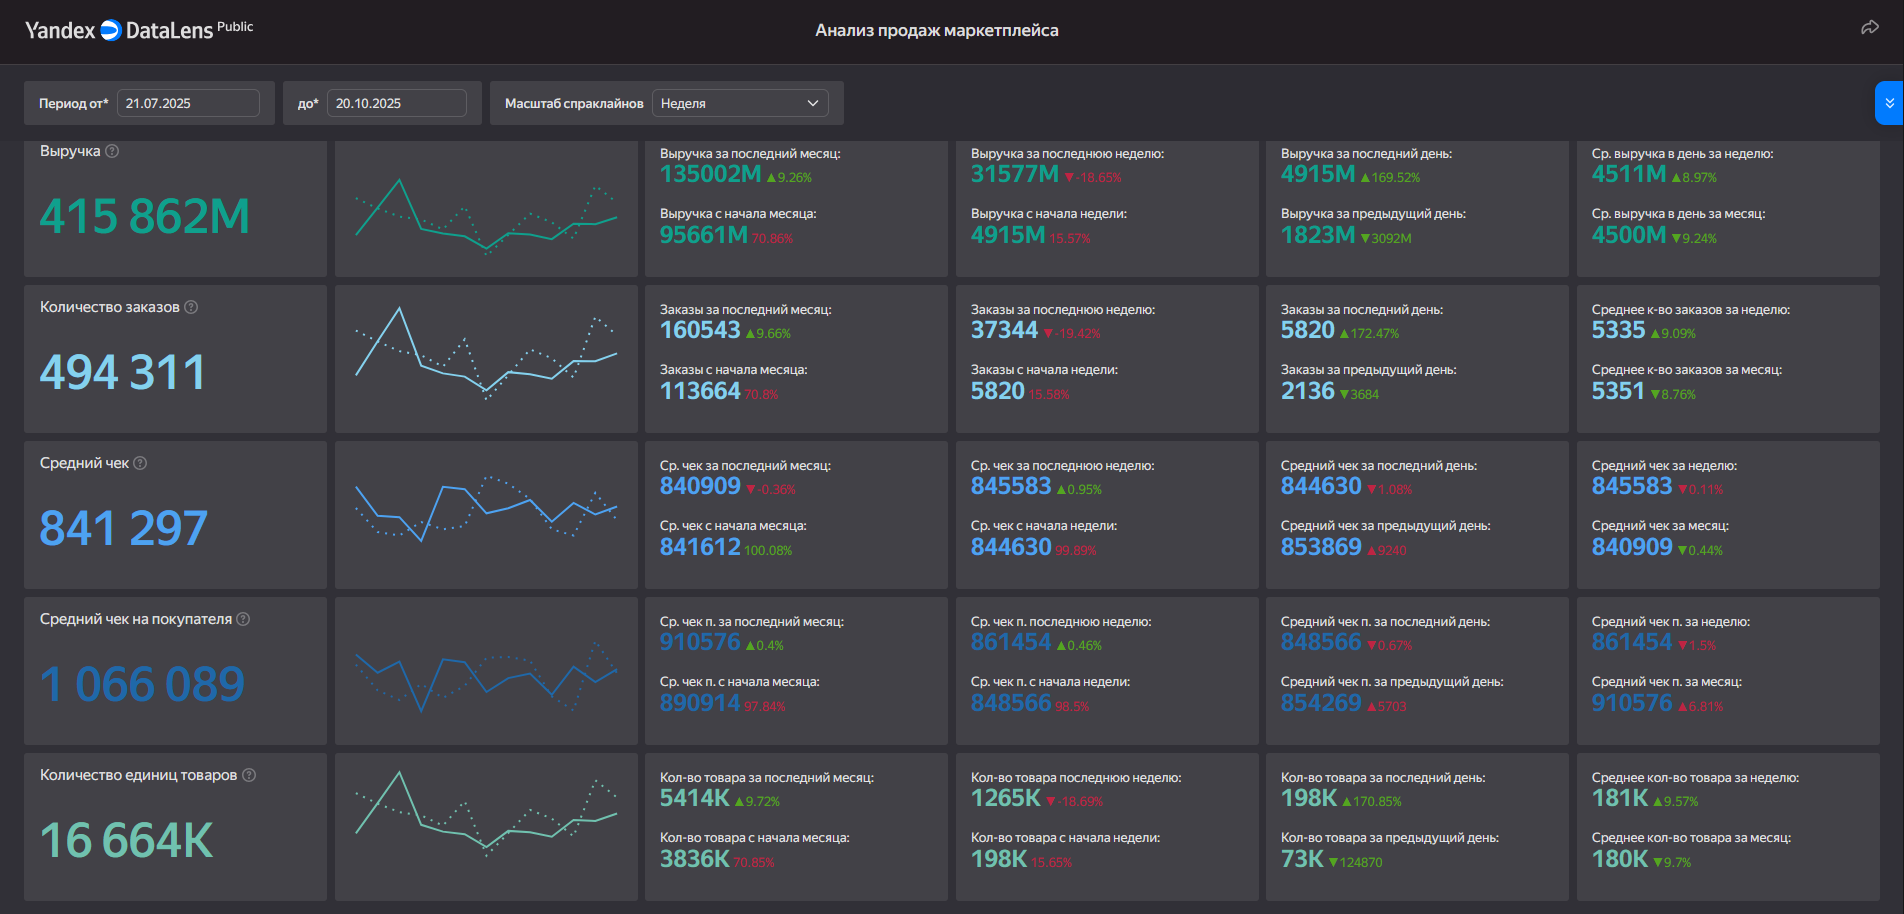 Yandex DataLens Public
Анализ продаж маркетплейса
Период от* 21.07.2025
до* 20.10.2025
Масштаб спраклайнов Неделя
Выручка
415 862M
Выручка за последний месяц:
135002M ▲9.26%
Выручка с начала месяца:
95661M 70.86%
Выручка за последнюю неделю:
31577M ▼-18.65%
Выручка с начала недели:
4915M 15.57%
Выручка за последний день:
4915M ▲169.52%
Выручка за предыдущий день:
1823M ▼3092M
Ср. выручка в день за неделю:
4511M ▲8.97%
Ср. выручка в день за месяц:
4500M ▼9.24%
Количество заказов
494 311
Заказы за последний месяц:
160543 ▲9.66%
Заказы с начала месяца:
113664 70.8%
Заказы за последнюю неделю:
37344 ▼-19.42%
Заказы с начала недели:
5820 15.58%
Заказы за последний день:
5820 ▲172.47%
Заказы за предыдущий день:
2136 ▼3684
Среднее к-во заказов за неделю:
5335 ▲9.09%
Среднее к-во заказов за месяц:
5351 ▼8.76%
Средний чек
841 297
Ср. чек за последний месяц:
840909 ▼-0.36%
Ср. чек с начала месяца:
841612 100.08%
Ср. чек за последнюю неделю:
845583 ▲0.95%
Ср. чек с начала недели:
844630 99.89%
Средний чек за последний день:
844630 ▼1.08%
Средний чек за предыдущий день:
853869 ▲9240
Средний чек за неделю:
845583 ▼0.11%
Средний чек за месяц:
840909 ▼0.44%
Средний чек на покупателя
1 066 089
Ср. чек п. за последний месяц:
910576 ▲0.4%
Ср. чек п. с начала месяца:
890914 97.84%
Ср. чек п. последнюю неделю:
861454 ▲0.46%
Ср. чек п. с начала недели:
848566 98.5%
Средний чек п. за последний день:
848566 ▼0.67%
Средний чек п. за предыдущий день:
854269 ▲5703
Средний чек п. за неделю:
861454 ▼1.5%
Средний чек п. за месяц:
910576 ▲6.81%
Количество единиц товаров
16 664K
Кол-во товара за последний месяц:
5414K ▲9.72%
Кол-во товара с начала месяца:
3836K 70.85%
Кол-во товара последнюю неделю:
1265K ▼-18.69%
Кол-во товара с начала недели:
198K 15.65%
Кол-во товара за последний день:
198K ▲170.85%
Кол-во товара за предыдущий день:
73K ▼124870
Среднее кол-во товара за неделю:
181K ▲9.57%
Среднее кол-во товара за месяц:
180K ▼9.7%